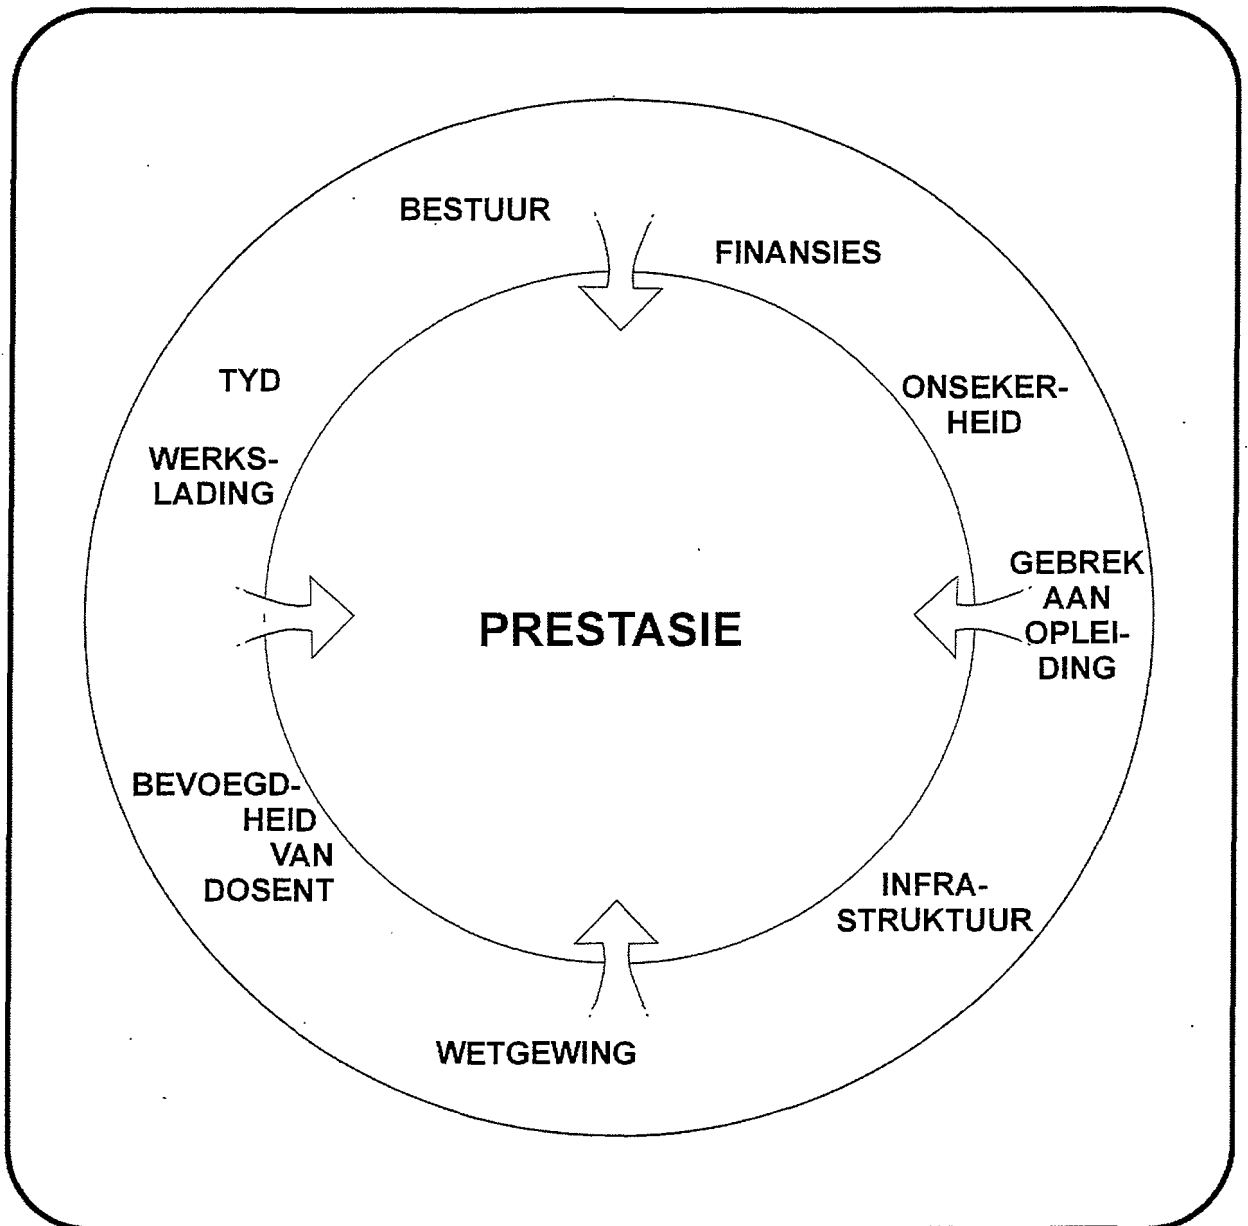 BESTUUR
FINANSIES
TYD
ONSEKER-
HEID
WERKS-
LADING
GEBREK
AAN
OPLEI-
DING
PRESTASIE
BEVOEGD-
HEID
VAN
DOSENT
INFRA-
STRUKTUUR
WETGEWING